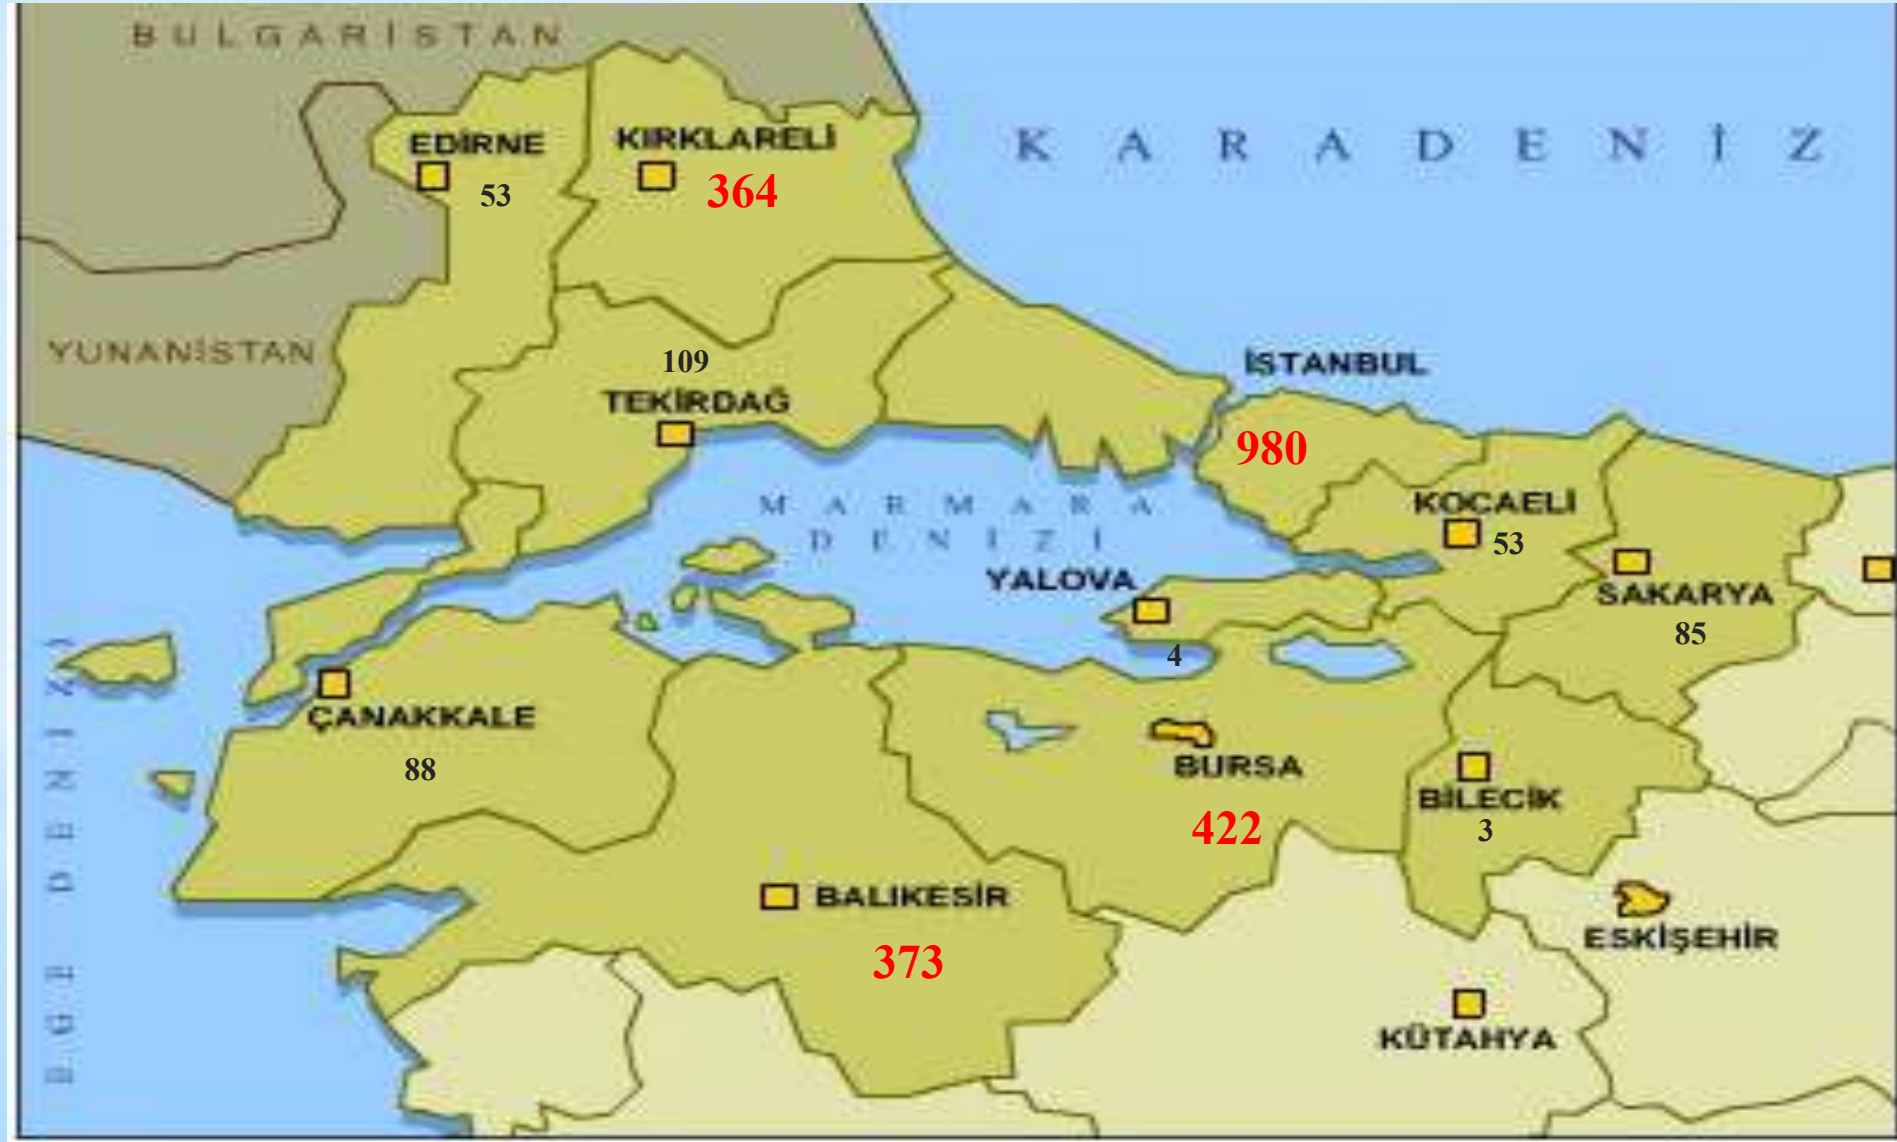 BULGARİSTAN
EDİRNE
53
KIRKLARELİ
364
KARADENİZ
YUNANİSTAN
109
TEKİRDAĞ
İSTANBUL
980
MARMARA
DENİZİ
KOCAELİ
53
YALOVA
4
SAKARYA
85
ÇANAKKALE
88
BURSA
422
BİLECİK
3
BALIKESİR
373
ESKİŞEHİR
KÜTAHYA
EGE DENİZİ